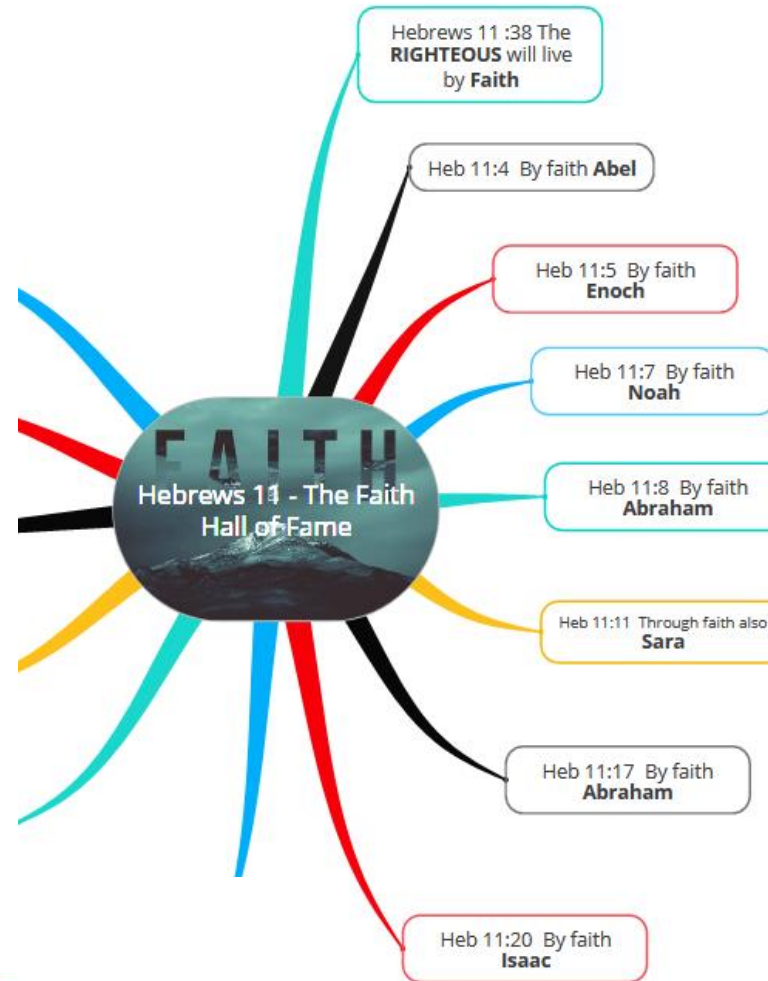 Hebrews 11 :38 The
RIGHTEOUS will live
by Faith
Heb 11:4 By faith Abel
Heb 11:5 By faith
Enoch
Heb 11:7 By faith
Noah
FAITH
Hebrews 11 - The Faith
Hall of Fame
Heb 11:8 By faith
Abraham
Heb 11:11 Through faith also
Sara
Heb 11:17 By faith
Abraham
Heb 11:20 By faith
Isaac